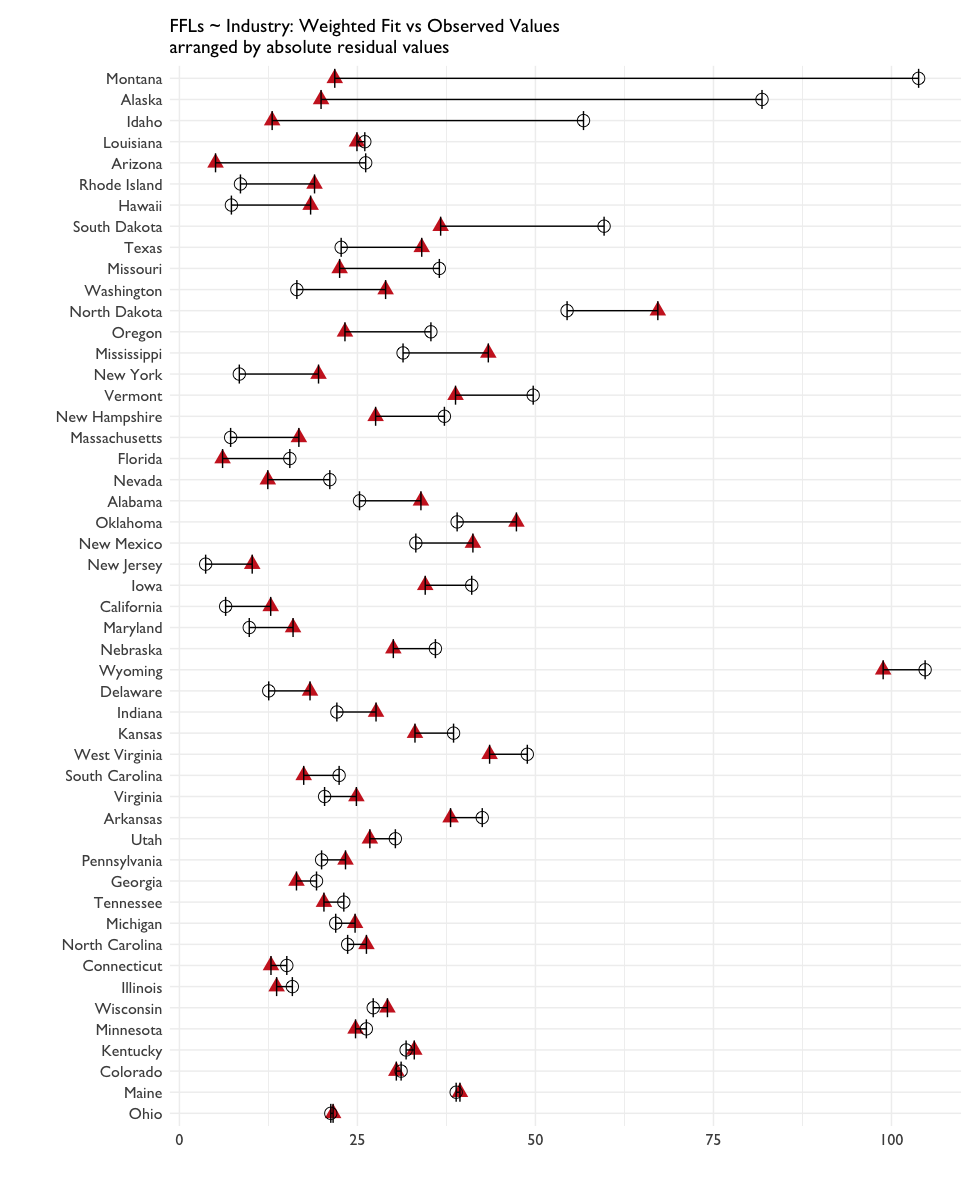 FFLs ~ Industry: Weighted Fit vs Observed Values
arranged by absolute residual values
Montana
Alaska
Idaho
Louisiana
Arizona
Rhode Island
Hawaii
South Dakota
Texas
Missouri
Washington
North Dakota
Oregon
Mississippi
New York
Vermont
New Hampshire
Massachusetts
Florida
Nevada
Alabama
Oklahoma
New Mexico
New Jersey
Iowa
California
Maryland
Nebraska
Wyoming
Delaware
Indiana
Kansas
West Virginia
South Carolina
Virginia
Arkansas
Utah
Pennsylvania
Georgia
Tennessee
Michigan
North Carolina
Connecticut
Illinois
Wisconsin
Minnesota
Kentucky
Colorado
Maine
Ohio
0 25 50 75 100